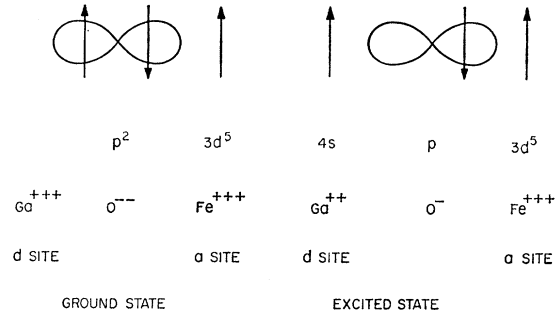 p² 3d⁵ 4s p 3d⁵
Ga⁺⁺⁺ O⁻⁻ Fe⁺⁺⁺ Ga⁺⁺ O⁻ Fe⁺⁺⁺
d SITE a SITE d SITE a SITE
GROUND STATE EXCITED STATE